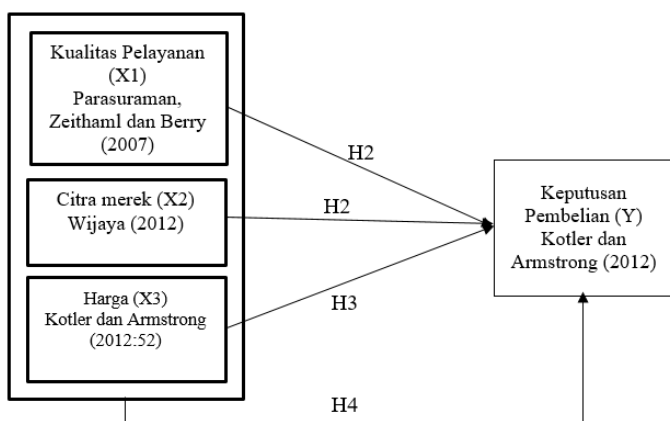 Kualitas Pelayanan
(X1)
Parasuraman,
Zeithaml dan Berry
(2007)
H2
Citra merek (X2)
Wijaya (2012)
H2
Keputusan
Pembelian (Y)
Kotler dan
Armstrong (2012)
Harga (X3)
Kotler dan Armstrong
(2012:52)
H3
H4